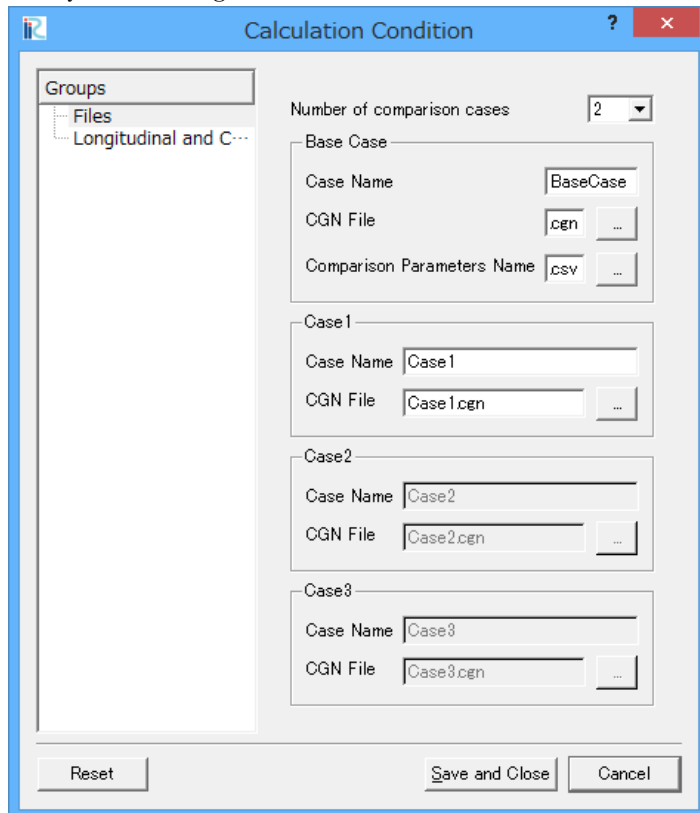 iRIC
Calculation Condition
?
×
Groups
Files
Longitudinal and C···
Number of comparison cases 2
Base Case
Case Name BaseCase
CGN File .cgn ...
Comparison Parameters Name .csv ...
Case1
Case Name Case1
CGN File Case1.cgn ...
Case2
Case Name Case2
CGN File Case2.cgn ...
Case3
Case Name Case3
CGN File Case3.cgn ...
Reset Save and Close Cancel